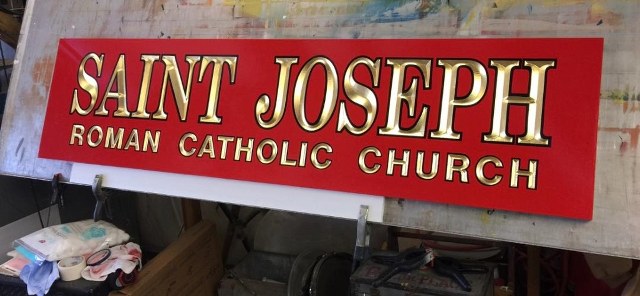 SAINT JOSEPH
ROMAN CATHOLIC CHURCH